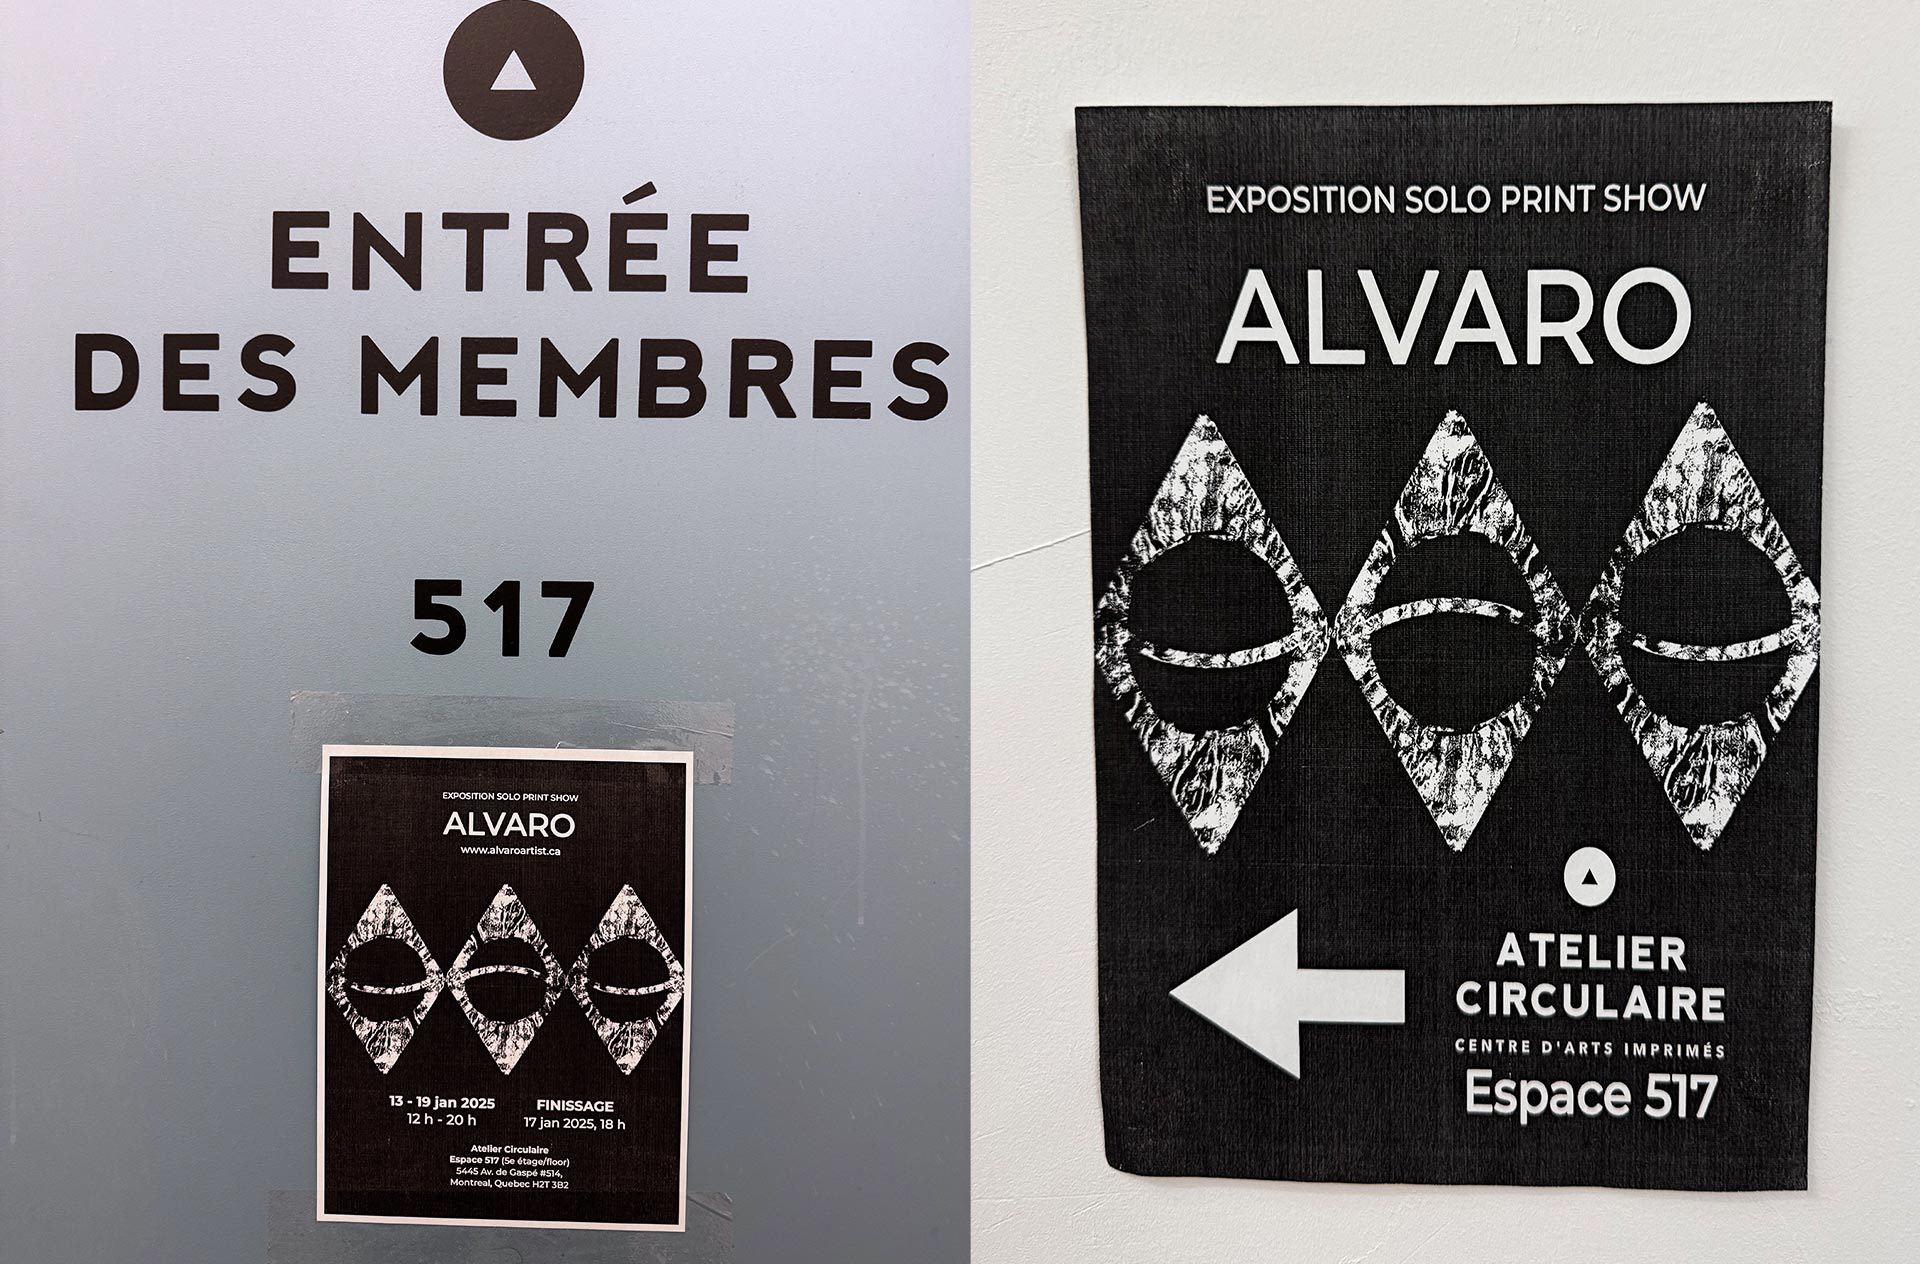 ENTRÉE
DES MEMBRES
517
EXPOSITION SOLO PRINT SHOW
ALVARO
www.alvaroartist.ca
13 - 19 jan 2025
12 h - 20 h
FINISSAGE
17 jan 2025, 18 h
Atelier Circulaire
Espace 517 (5e étage/floor)
5445 Av. de Gaspé #514,
Montreal, Quebec H2T 3B2
EXPOSITION SOLO PRINT SHOW
ALVARO
ATELIER
CIRCULAIRE
CENTRE D'ARTS IMPRIMÉS
Espace 517